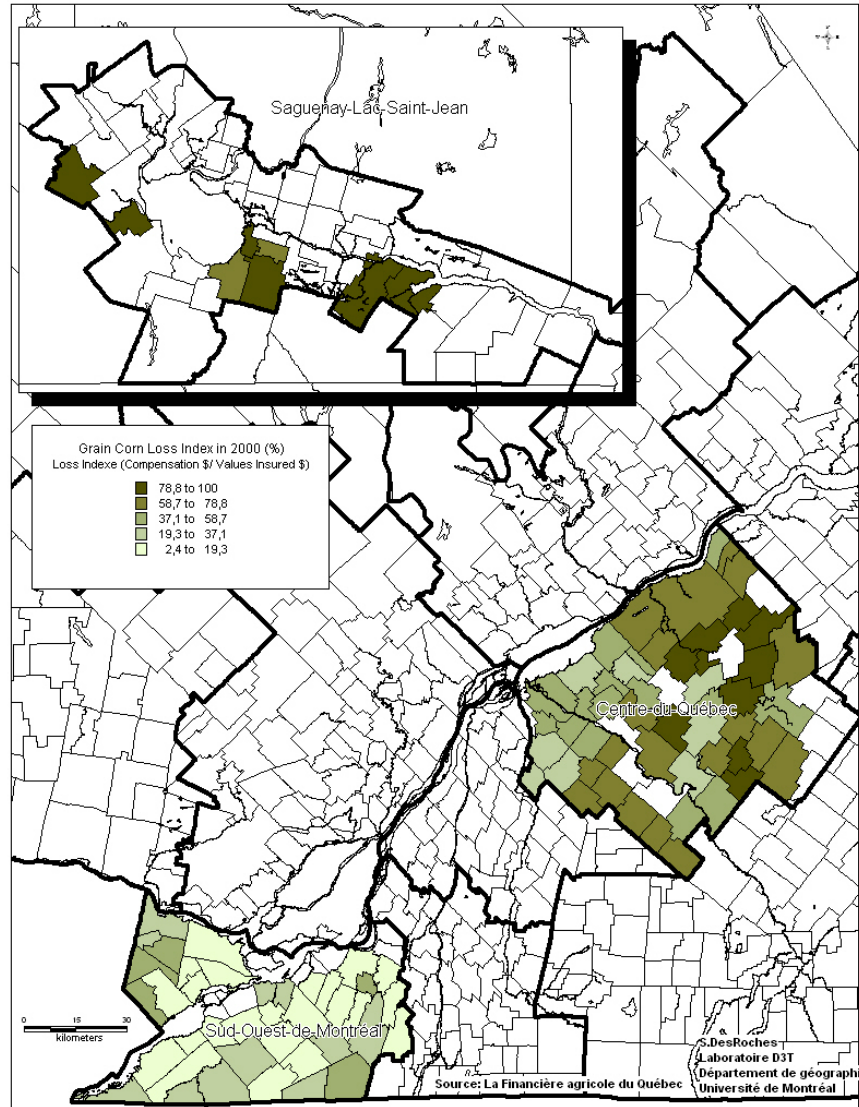 Saguenay-Lac-Saint-Jean
Grain Corn Loss Index in 2000 (%)
Loss Indexe (Compensation $/ Values Insured $)
78,8 to 100
58,7 to 78,8
37,1 to 58,7
19,3 to 37,1
2,4 to 19,3
Centre-du-Québec
0 15 30
kilometers
Sud-Ouest-de-Montréal
S.DesRoches
Laboratoire D3T
Département de géographi
Université de Montréal
Source: La Financière agricole du Québec